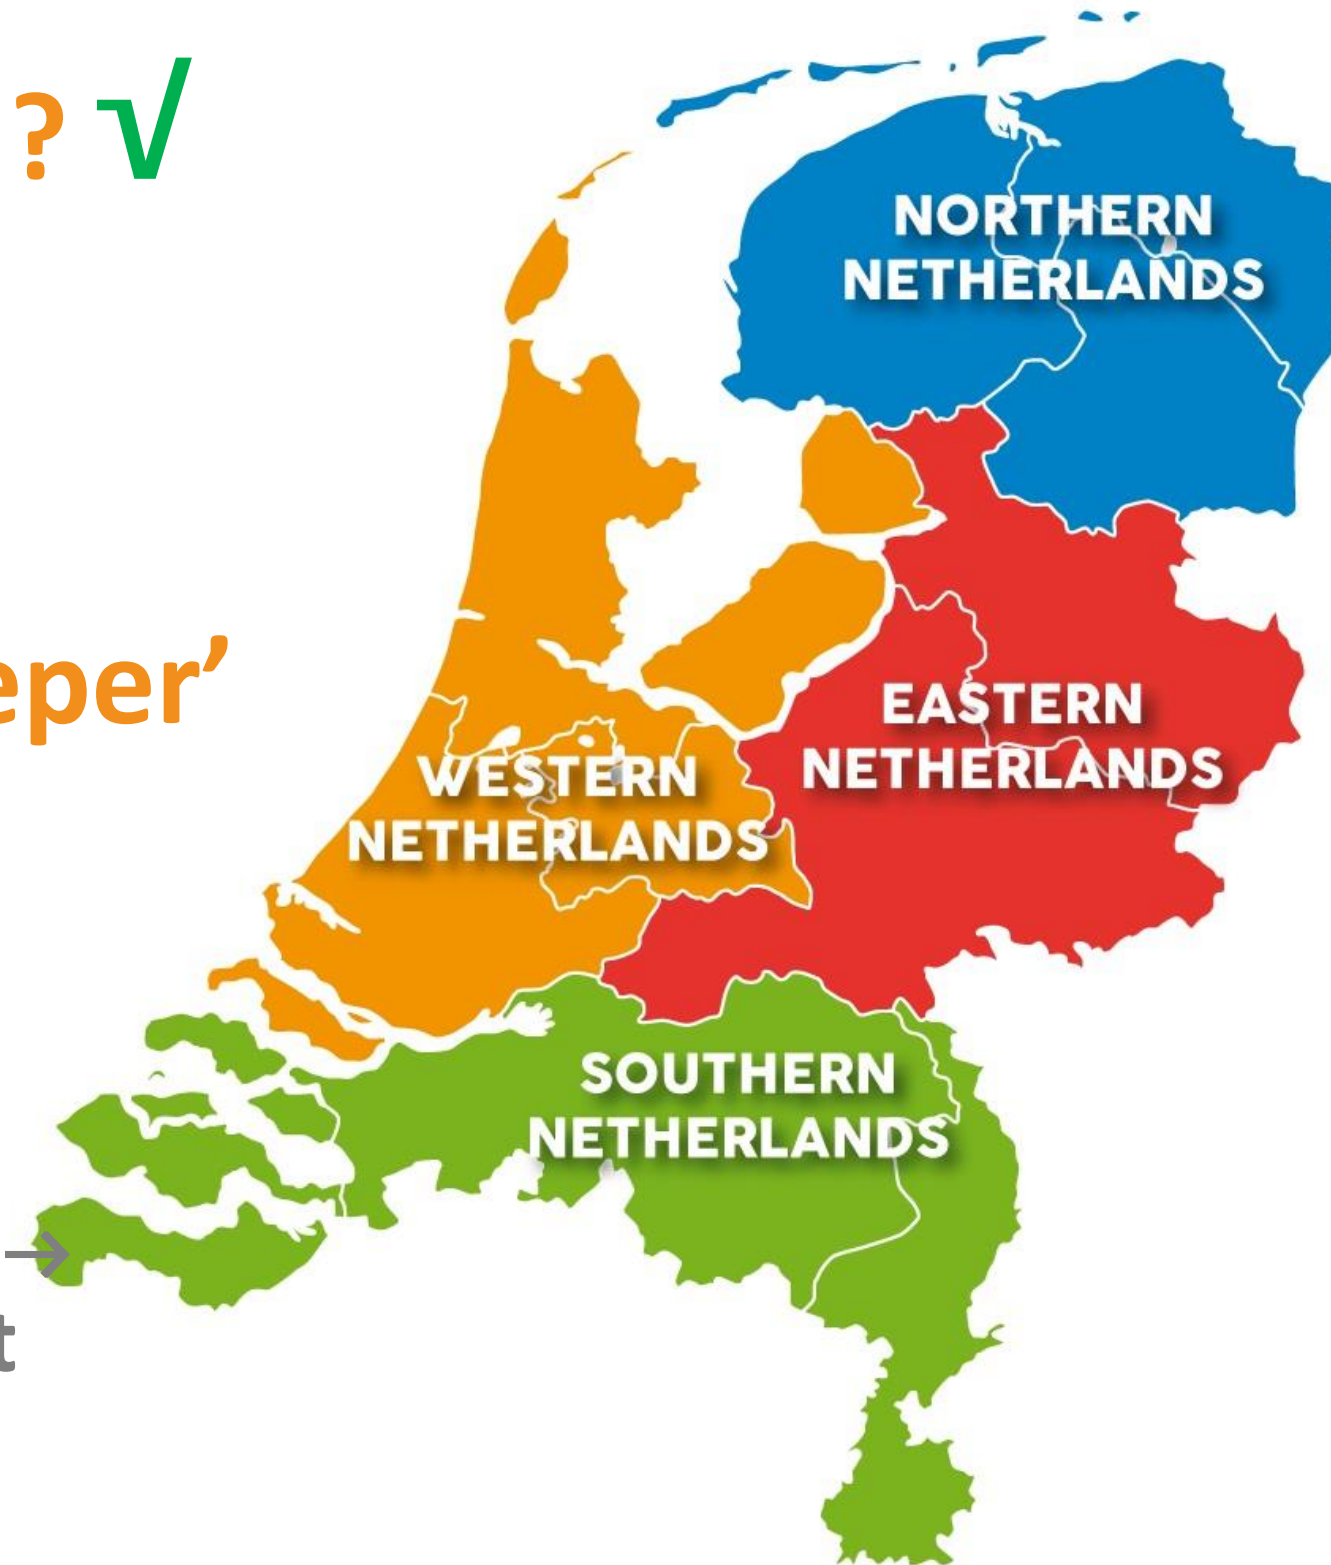 ? √
NORTHERN
NETHERLANDS
eper’
EASTERN
NETHERLANDS
WESTERN
NETHERLANDS
SOUTHERN
NETHERLANDS
→
t